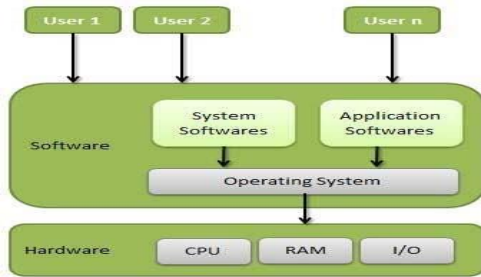 User 1
User 2
User n
System
Softwares
Application
Softwares
Software
Operating System
Hardware
CPU
RAM
I/O